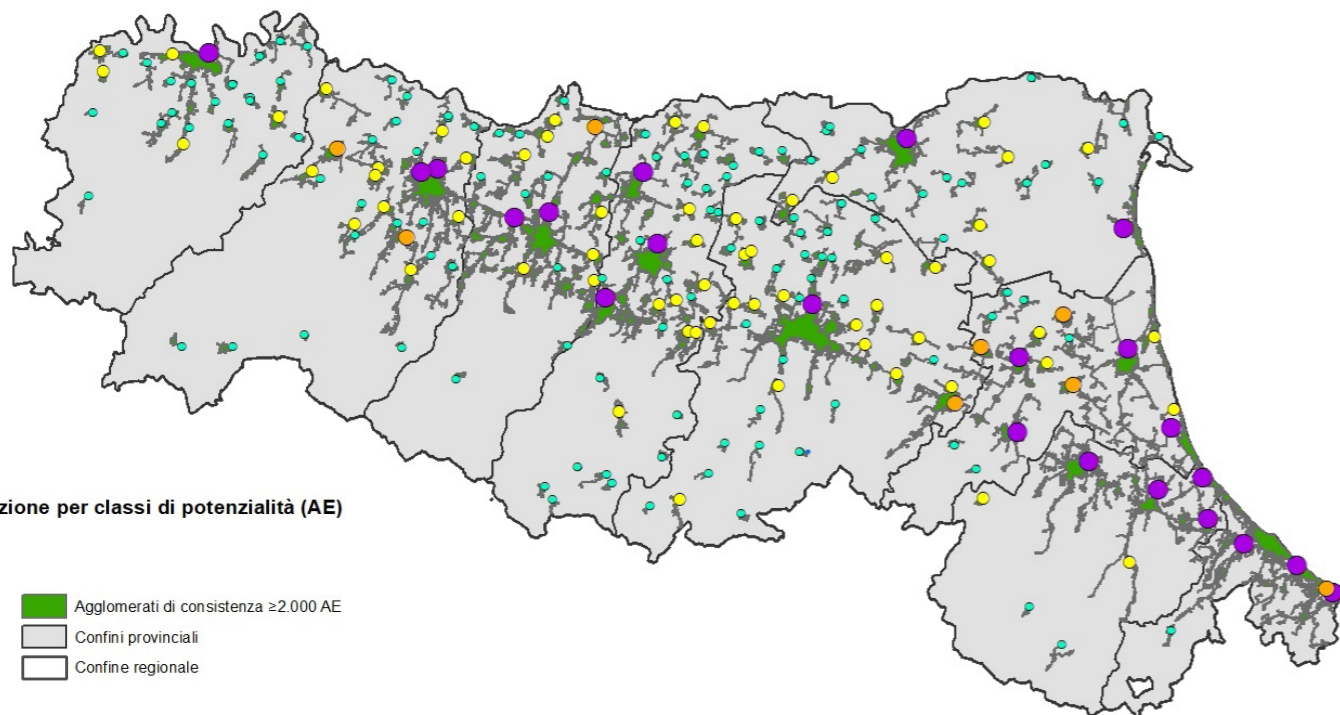 zione per classi di potenzialità (AE)
Agglomerati di consistenza ≥2.000 AE
Confini provinciali
Confine regionale